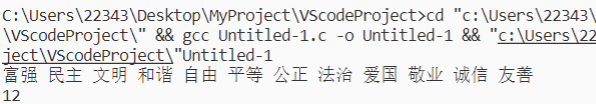 C:\Users\22343\Desktop\MyProject\VScodeProject>cd "c:\Users\22343\
\VScodeProject\" && gcc Untitled-1.c -o Untitled-1 && "c:\Users\22
ject\VScodeProject\"Untitled-1
富强 民主 文明 和谐 自由 平等 公正 法治 爱国 敬业 诚信 友善
12